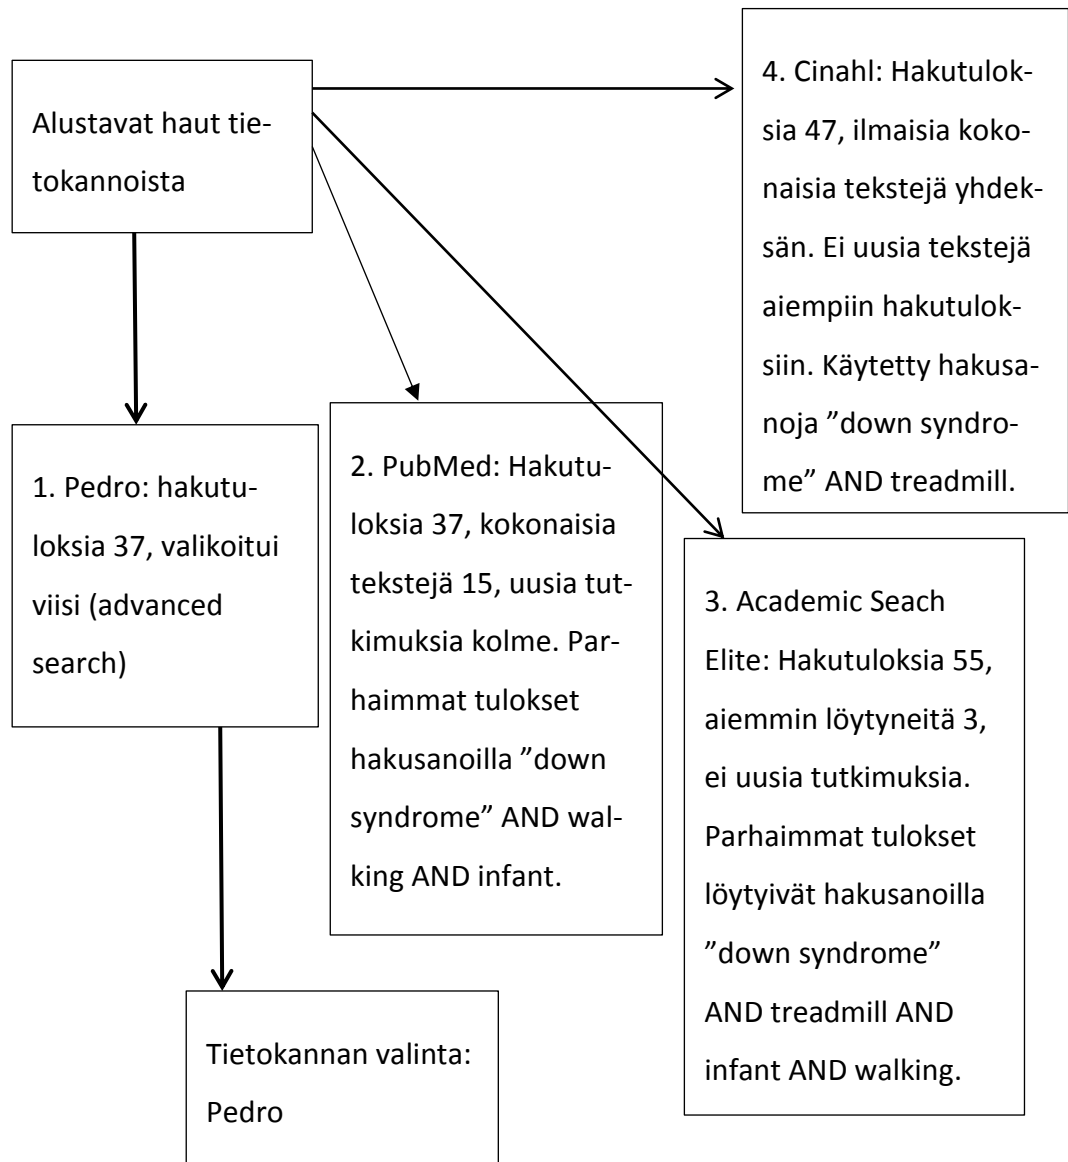 Alustavat haut tie-
tokannoista
1. Pedro: hakutu-
loksia 37, valikoitui
viisi (advanced
search)
2. PubMed: Hakutu-
loksia 37, kokonaisia
tekstejä 15, uusia tut-
kimuksia kolme. Par-
haimmat tulokset
hakusanoilla ”down
syndrome” AND wal-
king AND infant.
3. Academic Seach
Elite: Hakutuloksia 55,
aiemmin löytyneitä 3,
ei uusia tutkimuksia.
Parhaimmat tulokset
löytyivät hakusanoilla
”down syndrome”
AND treadmill AND
infant AND walking.
4. Cinahl: Hakutulok-
sia 47, ilmaisia koko-
naisia tekstejä yhdek-
sän. Ei uusia tekstejä
aiempiin hakutulok-
siin. Käytetty hakusa-
noja ”down syndro-
me” AND treadmill.
Tietokannan valinta:
Pedro